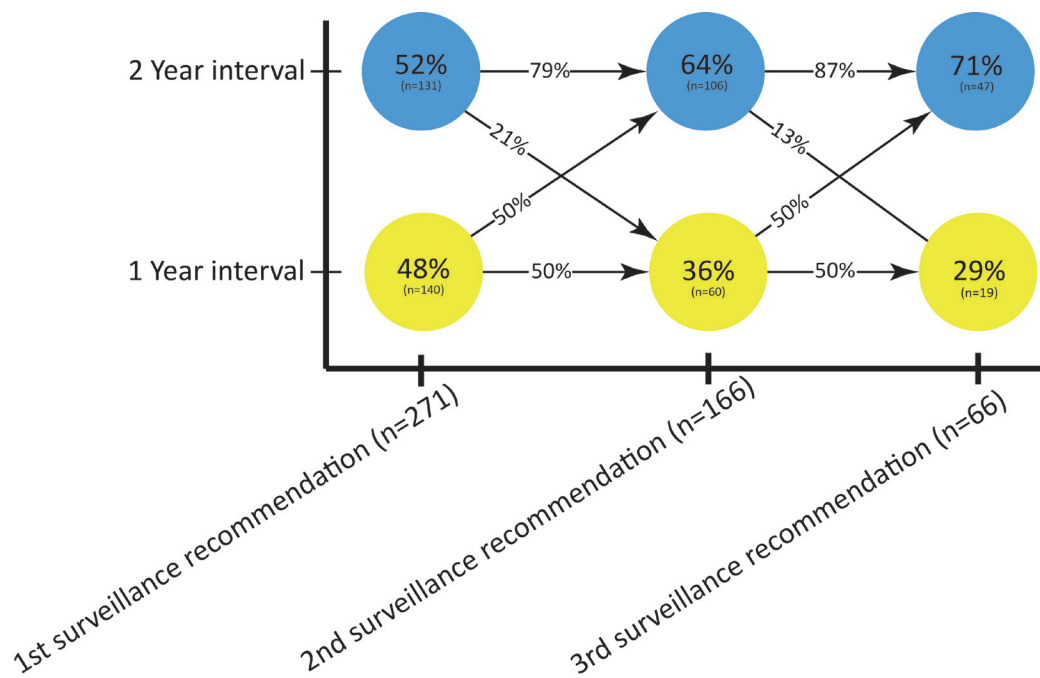 2 Year interval
52%
(n=131)
79%
64%
(n=106)
87%
71%
(n=47)
21%
50%
13%
50%
1 Year interval
48%
(n=140)
50%
36%
(n=60)
50%
29%
(n=19)
1st surveillance recommendation (n=271)
2nd surveillance recommendation (n=166)
3rd surveillance recommendation (n=66)